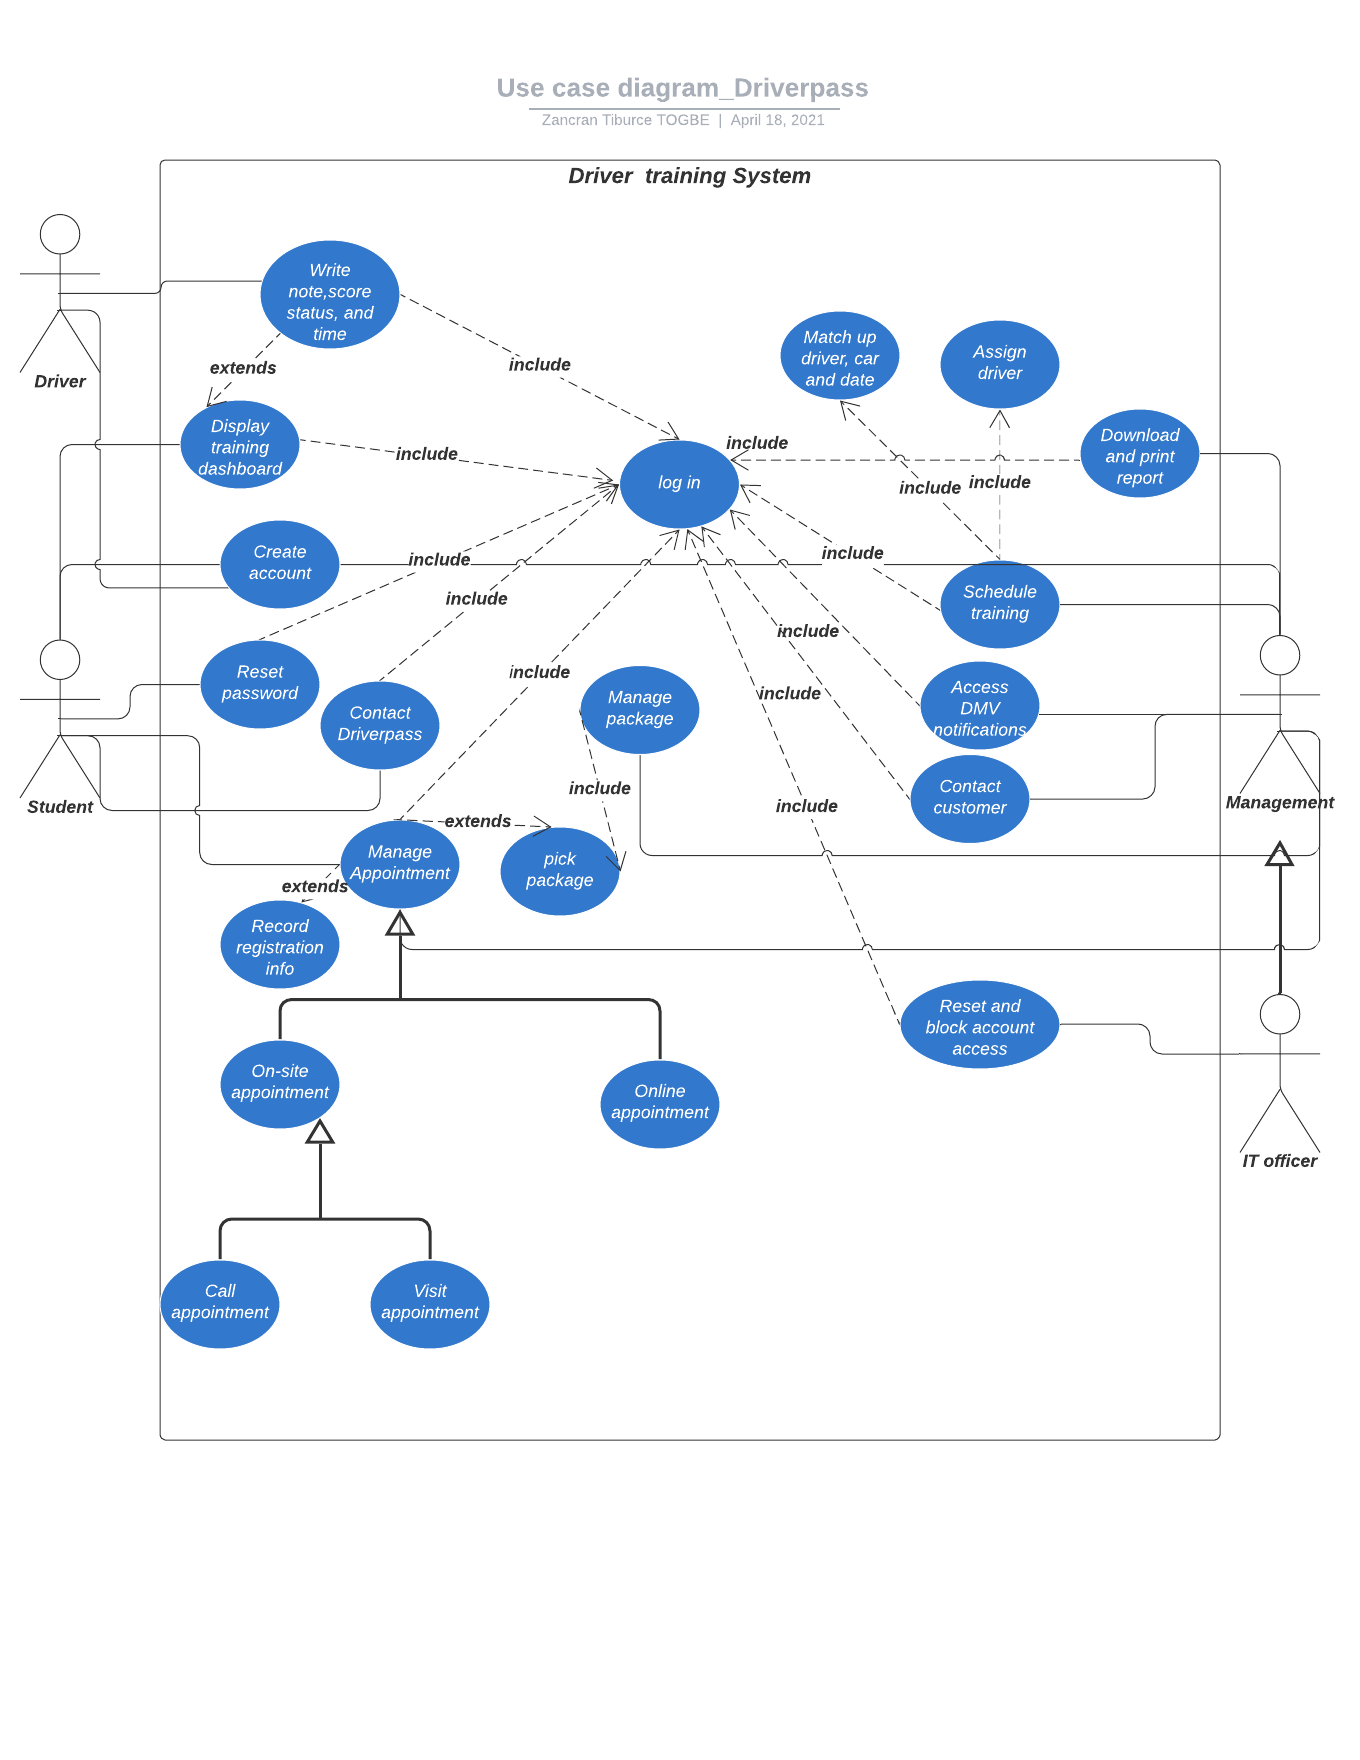 Use case diagram_Driverpass
Zancran Tiburce TOGBE | April 18, 2021
Driver training System
Write
note,score
status, and
time
extends
Driver
include
Match up
driver, car
and date
Assign
driver
Display
training
dashboard
include
log in
include
Download
and print
report
include
include
Create
account
include
include
include
Schedule
training
Reset
password
Contact
Driverpass
include
include
include
Manage
package
Access
DMV
notifications
Student
include
include
Contact
customer
Management
extends
Manage
Appointment
pick
package
extends
Record
registration
info
Reset and
block account
access
On-site
appointment
Online
appointment
IT officer
Call
appointment
Visit
appointment